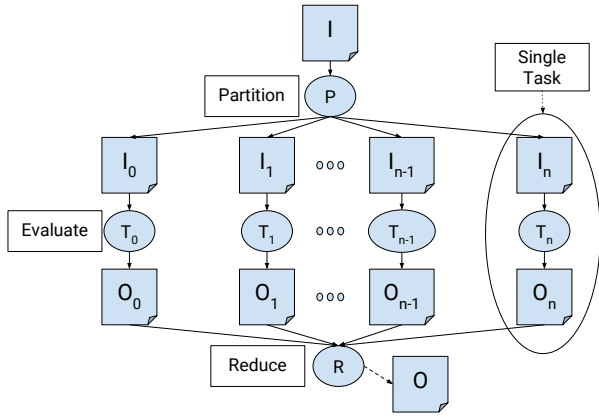 I
Single
Task
Partition
P
I₀
I₁
Iₙ₋₁
Iₙ
Evaluate
T₀
T₁
Tₙ₋₁
Tₙ
O₀
O₁
Oₙ₋₁
Oₙ
Reduce
R
O